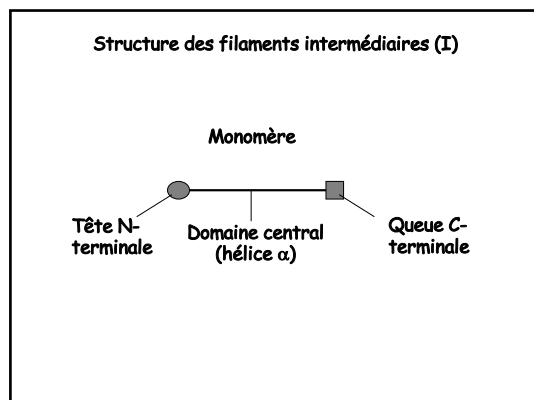 Structure des filaments intermédiaires (I)
Monomère
Tête N-
terminale
Domaine central
(hélice α)
Queue C-
terminale